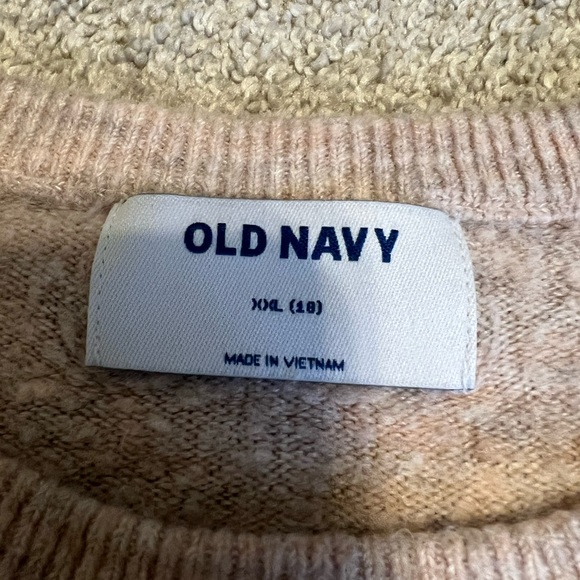 OLD NAVY
XXL (18)
MADE IN VIETNAM